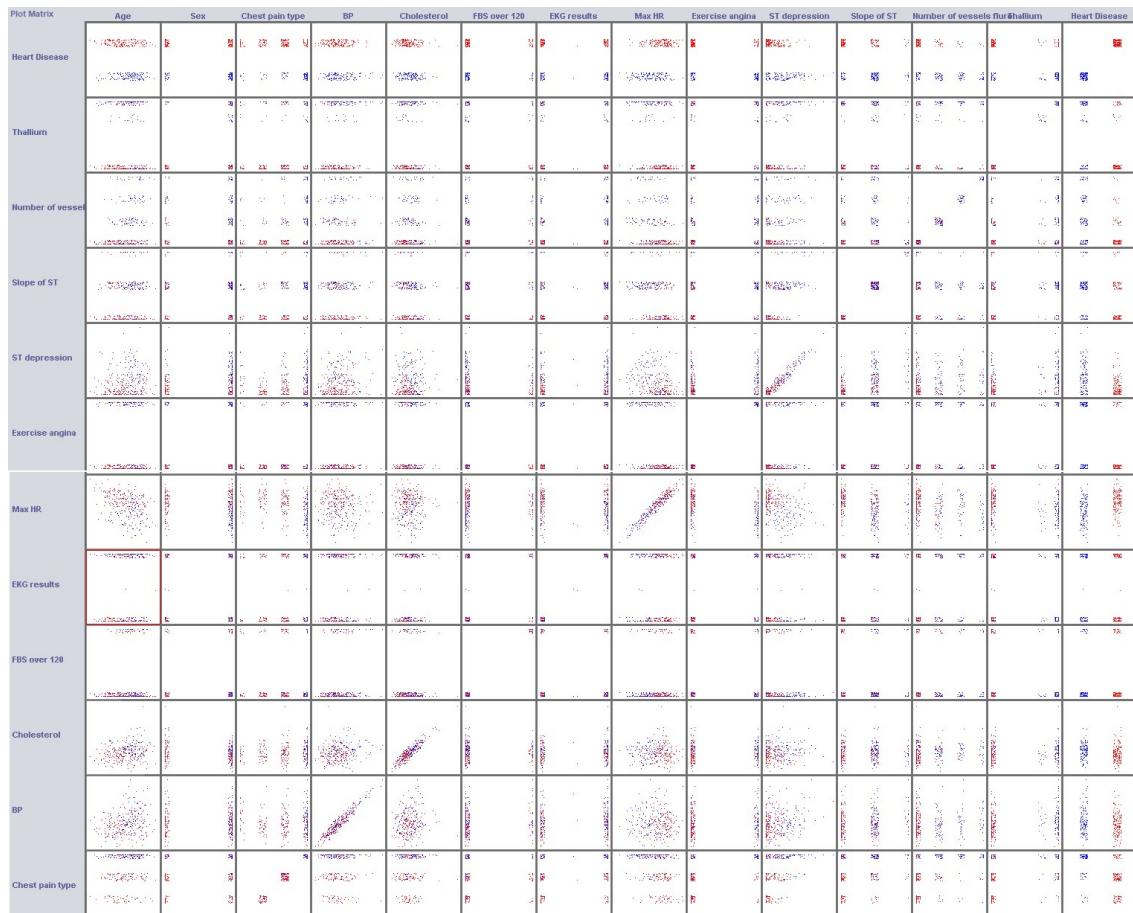 Plot Matrix
Age Sex Chest pain type BP Cholesterol FBS over 120 EKG results Max HR Exercise angina ST depression Slope of ST Number of vessels fluro Thallium Heart Disease
Heart Disease
Thallium
Number of vessel
Slope of ST
ST depression
Exercise angina
Max HR
EKG results
FBS over 120
Cholesterol
BP
Chest pain type